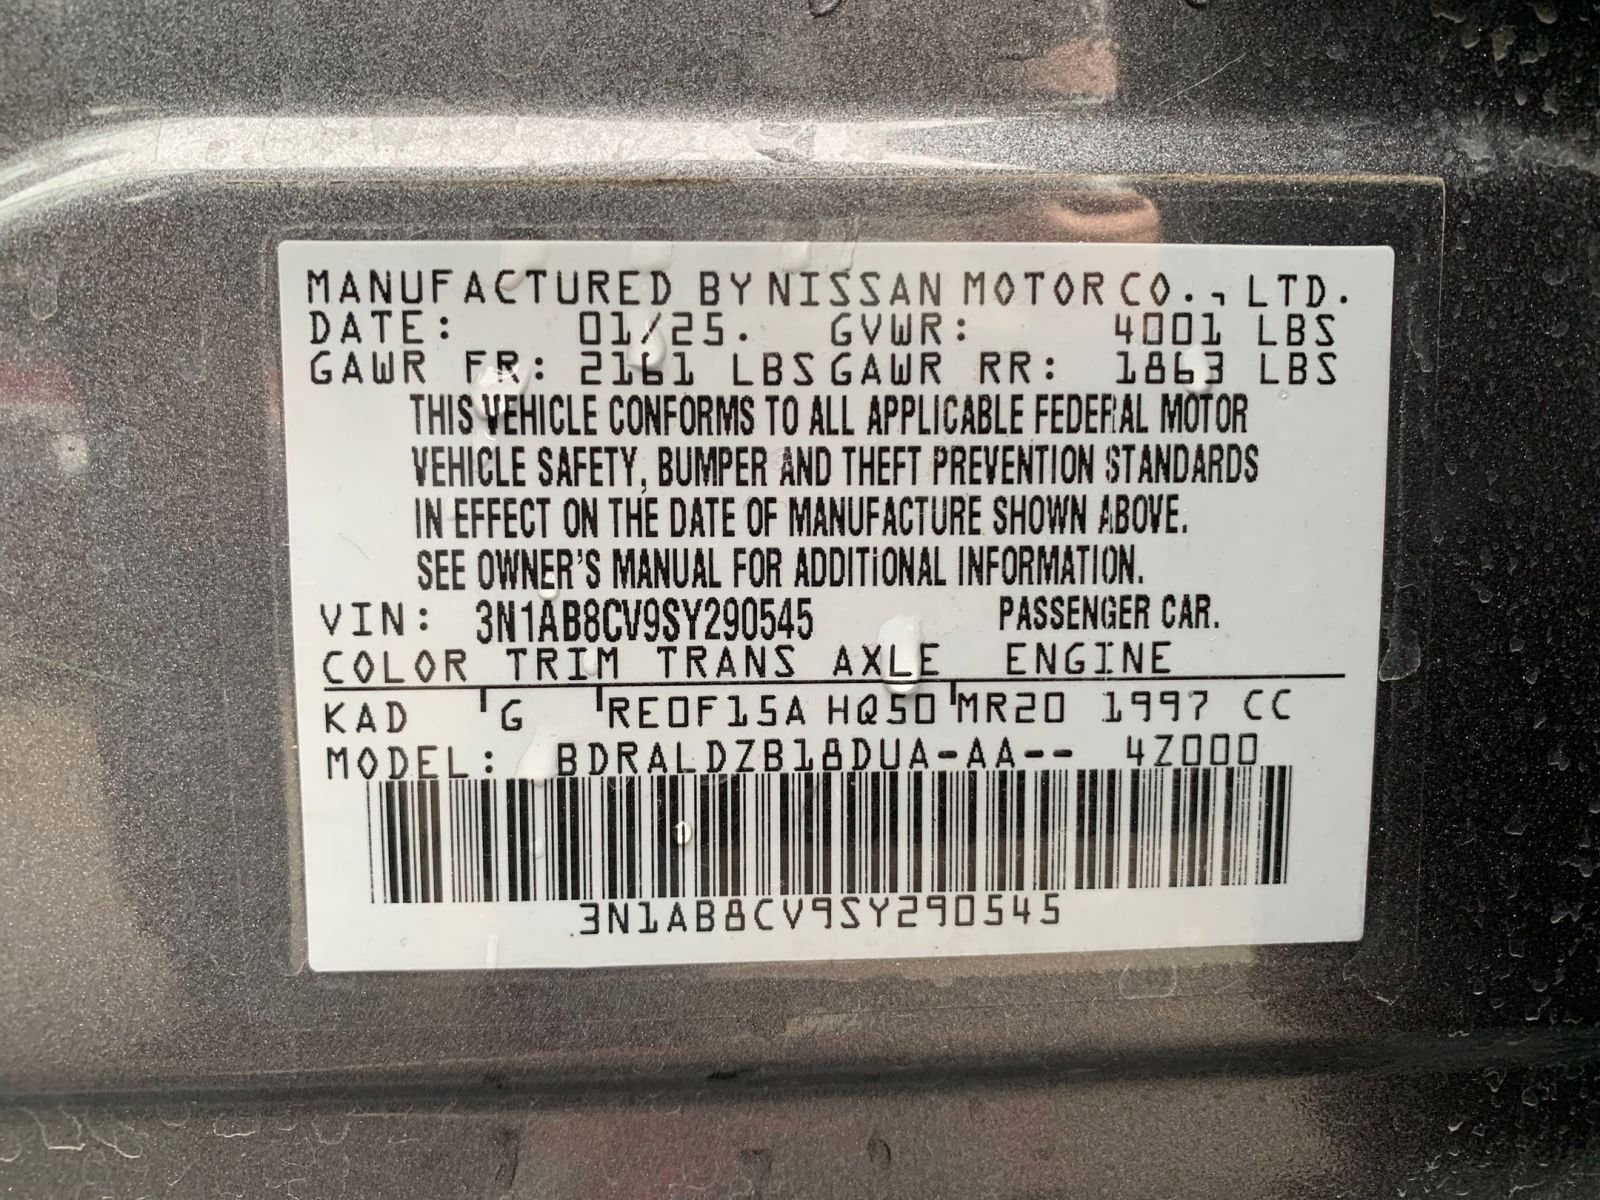 MANUFACTURED BY NISSAN MOTOR CO., LTD.
DATE: 01/25. GVWR: 4001 LBS
GAWR FR: 2161 LBS GAWR RR: 1863 LBS
THIS VEHICLE CONFORMS TO ALL APPLICABLE FEDERAL MOTOR
VEHICLE SAFETY, BUMPER AND THEFT PREVENTION STANDARDS
IN EFFECT ON THE DATE OF MANUFACTURE SHOWN ABOVE.
SEE OWNER'S MANUAL FOR ADDITIONAL INFORMATION.
VIN: 3N1AB8CV9SY290545 PASSENGER CAR.
COLOR TRIM TRANS AXLE ENGINE
KAD G RE0F15A HQ50 MR20 1997 CC
MODEL: BDRALDZB18DUA-AA-- 4Z000
3N1AB8CV9SY290545